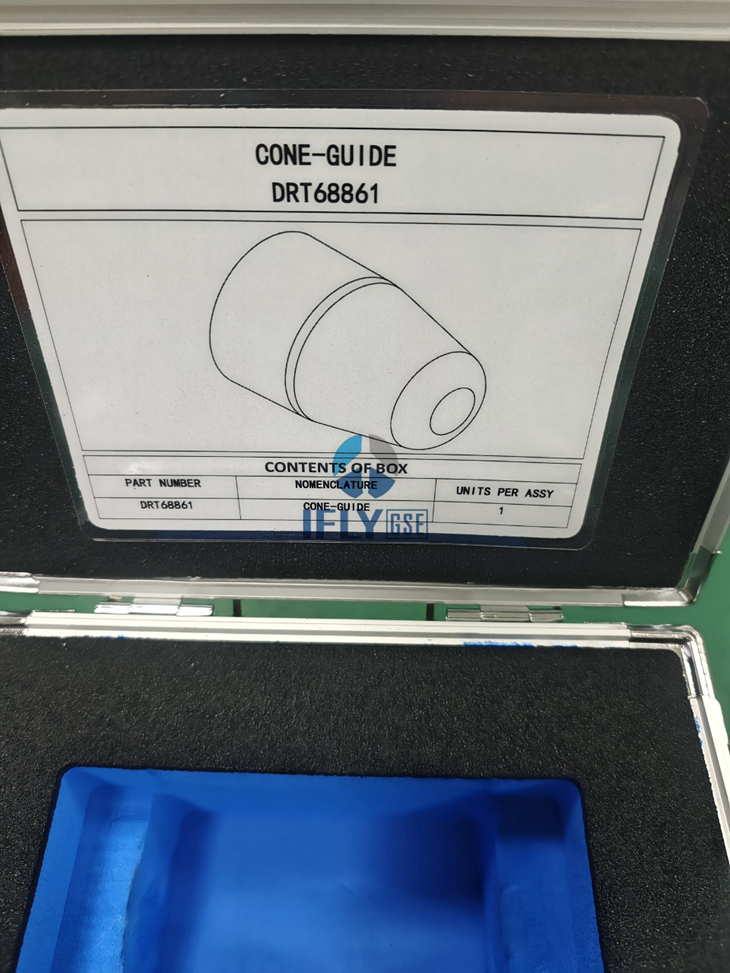 CONE-GUIDE
DRT68861
CONTENTS OF BOX
PART NUMBER NOMENCLATURE UNITS PER ASSY
DRT68861 CONE-GUIDE 1
IFLY GSE